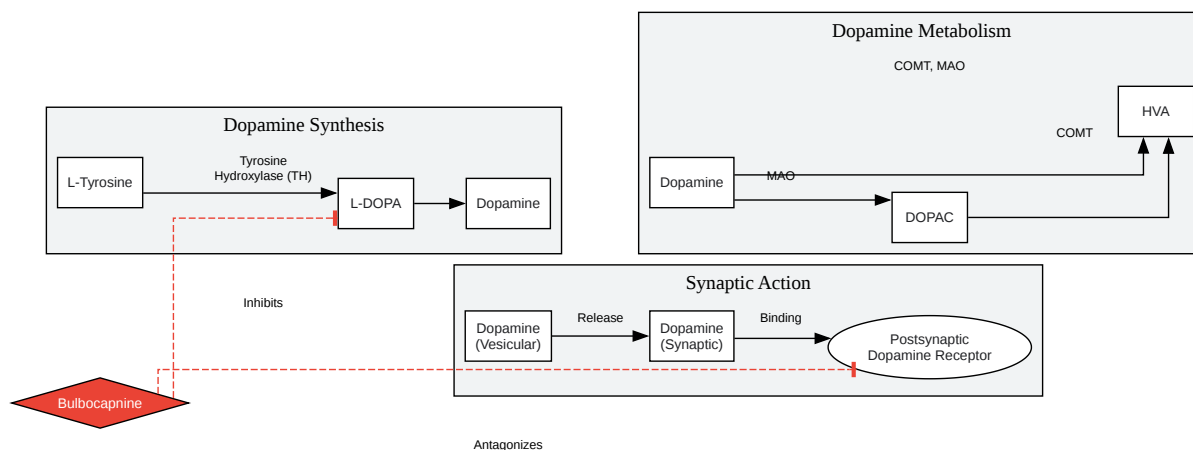 Dopamine Metabolism
COMT, MAO
HVA
COMT
Dopamine
MAO
DOPAC
Dopamine Synthesis
L-Tyrosine
Tyrosine
Hydroxylase (TH)
L-DOPA
Dopamine
Synaptic Action
Dopamine
(Vesicular)
Release
Dopamine
(Synaptic)
Binding
Postsynaptic
Dopamine Receptor
Inhibits
Bulbocapnine
Antagonizes